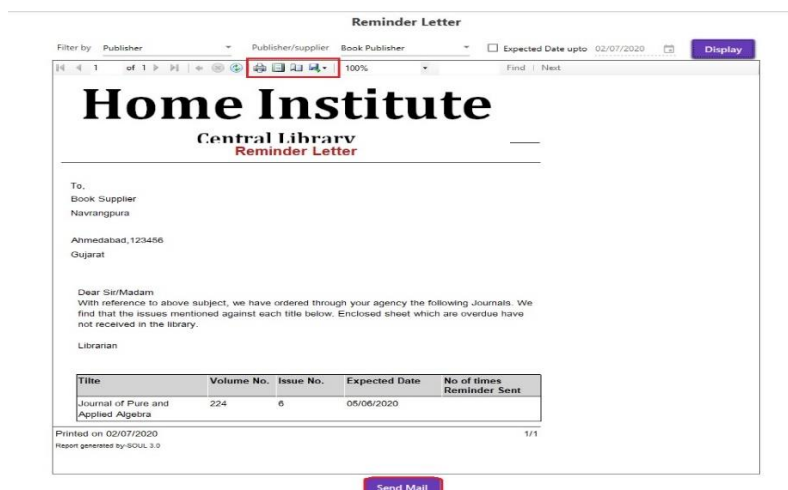 Reminder Letter
Filter by Publisher Publisher/supplier Book Publisher Expected Date upto 02/07/2020 Display
1 of 1 100% Find | Next
Home Institute
Central Library
Reminder Letter
To,
Book Supplier
Navrangpura
Ahmedabad,123456
Gujarat
Dear Sir/Madam
With reference to above subject, we have ordered through your agency the following Journals. We
find that the issues mentioned against each title below. Enclosed sheet which are overdue have
not received in the library.
Librarian
Tilte Volume No. Issue No. Expected Date No of times
Reminder Sent
Journal of Pure and 224 6 05/06/2020
Applied Algebra
Printed on 02/07/2020 1/1
Report generated by-SOUL 3.0
Send Mail